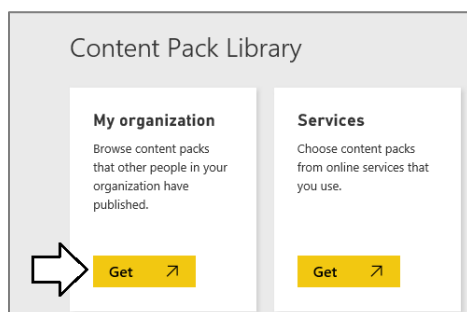 Content Pack Library
My organization
Browse content packs
that other people in your
organization have
published.
Get
Services
Choose content packs
from online services that
you use.
Get